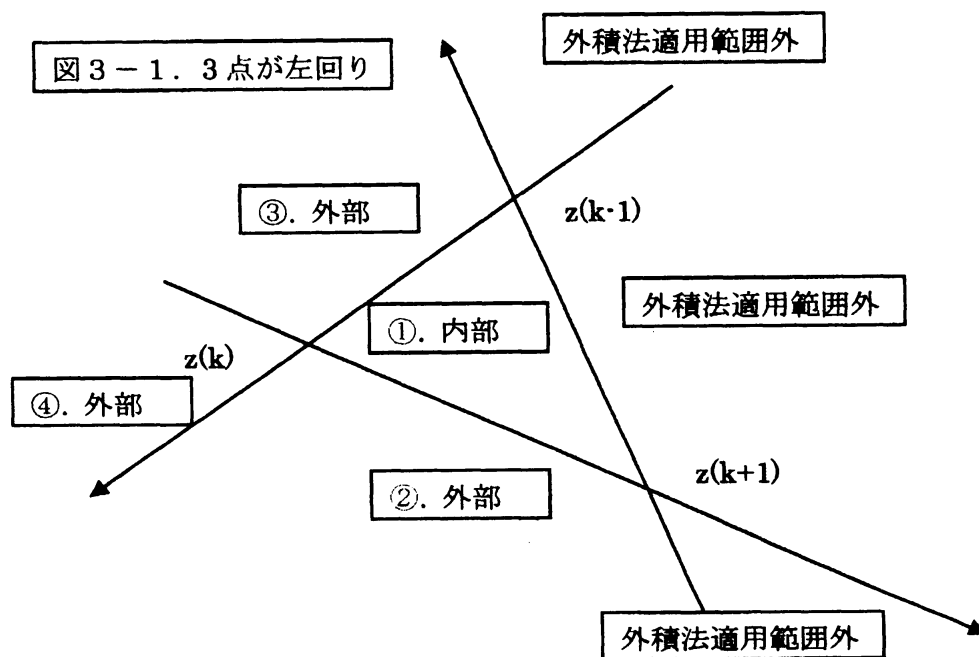 外積法適用範囲外
図3-1. 3点が左回り
③. 外部
z(k-1)
外積法適用範囲外
①. 内部
z(k)
④. 外部
z(k+1)
②. 外部
外積法適用範囲外